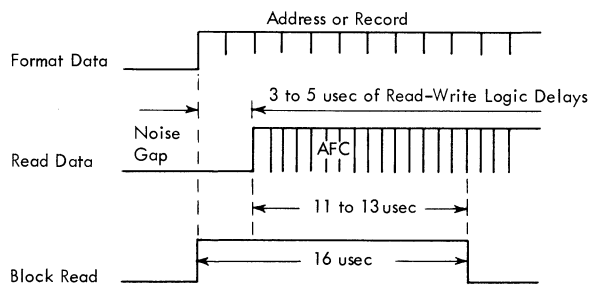 Address or Record
Format Data
3 to 5 usec of Read-Write Logic Delays
Noise
Gap
Read Data
AFC
11 to 13 usec
16 usec
Block Read